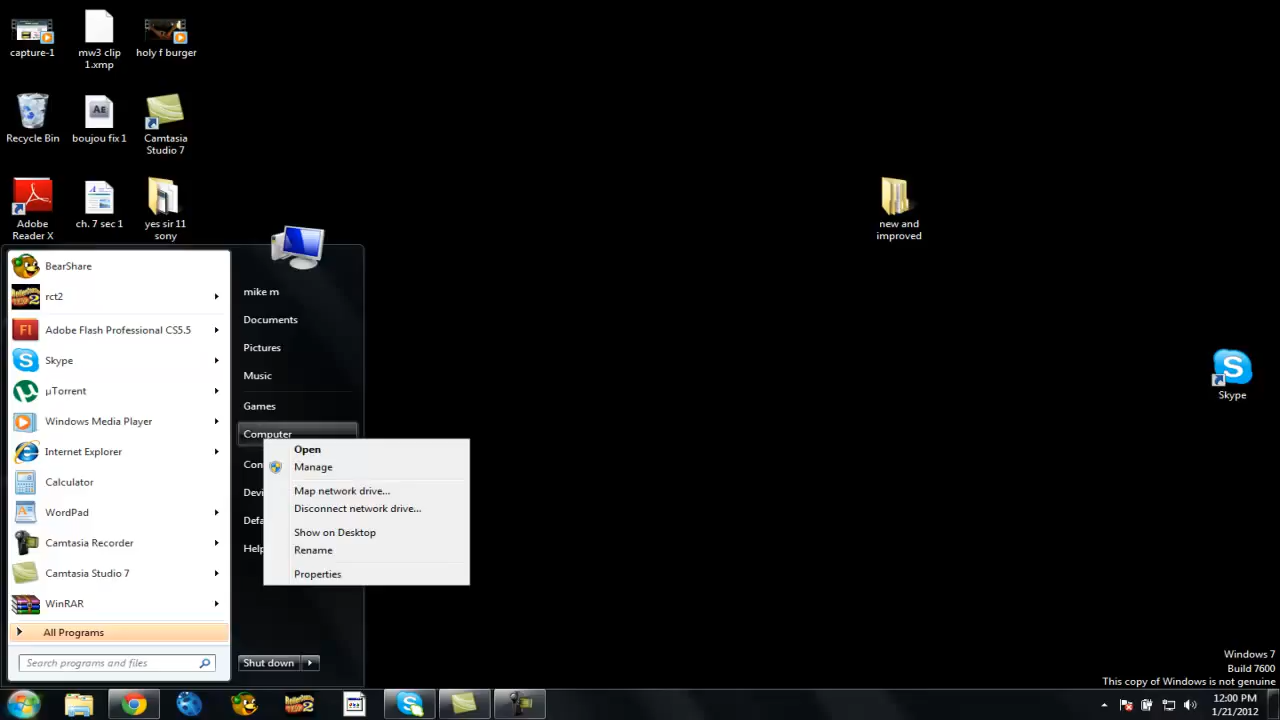 capture-1
mw3 clip
1.xmp
holy f burger
Recycle Bin
boujou fix 1
Camtasia
Studio 7
Adobe
Reader X
ch. 7 sec 1
yes sir 11
sony
new and
improved
Skype
BearShare
rct2
Adobe Flash Professional CS5.5
Skype
µTorrent
Windows Media Player
Internet Explorer
Calculator
WordPad
Camtasia Recorder
Camtasia Studio 7
WinRAR
All Programs
Search programs and files
mike m
Documents
Pictures
Music
Games
Computer
Con
Devi
Defa
Help
Shut down
Open
Manage
Map network drive...
Disconnect network drive...
Show on Desktop
Rename
Properties
Windows 7
Build 7600
This copy of Windows is not genuine
12:00 PM
1/21/2012